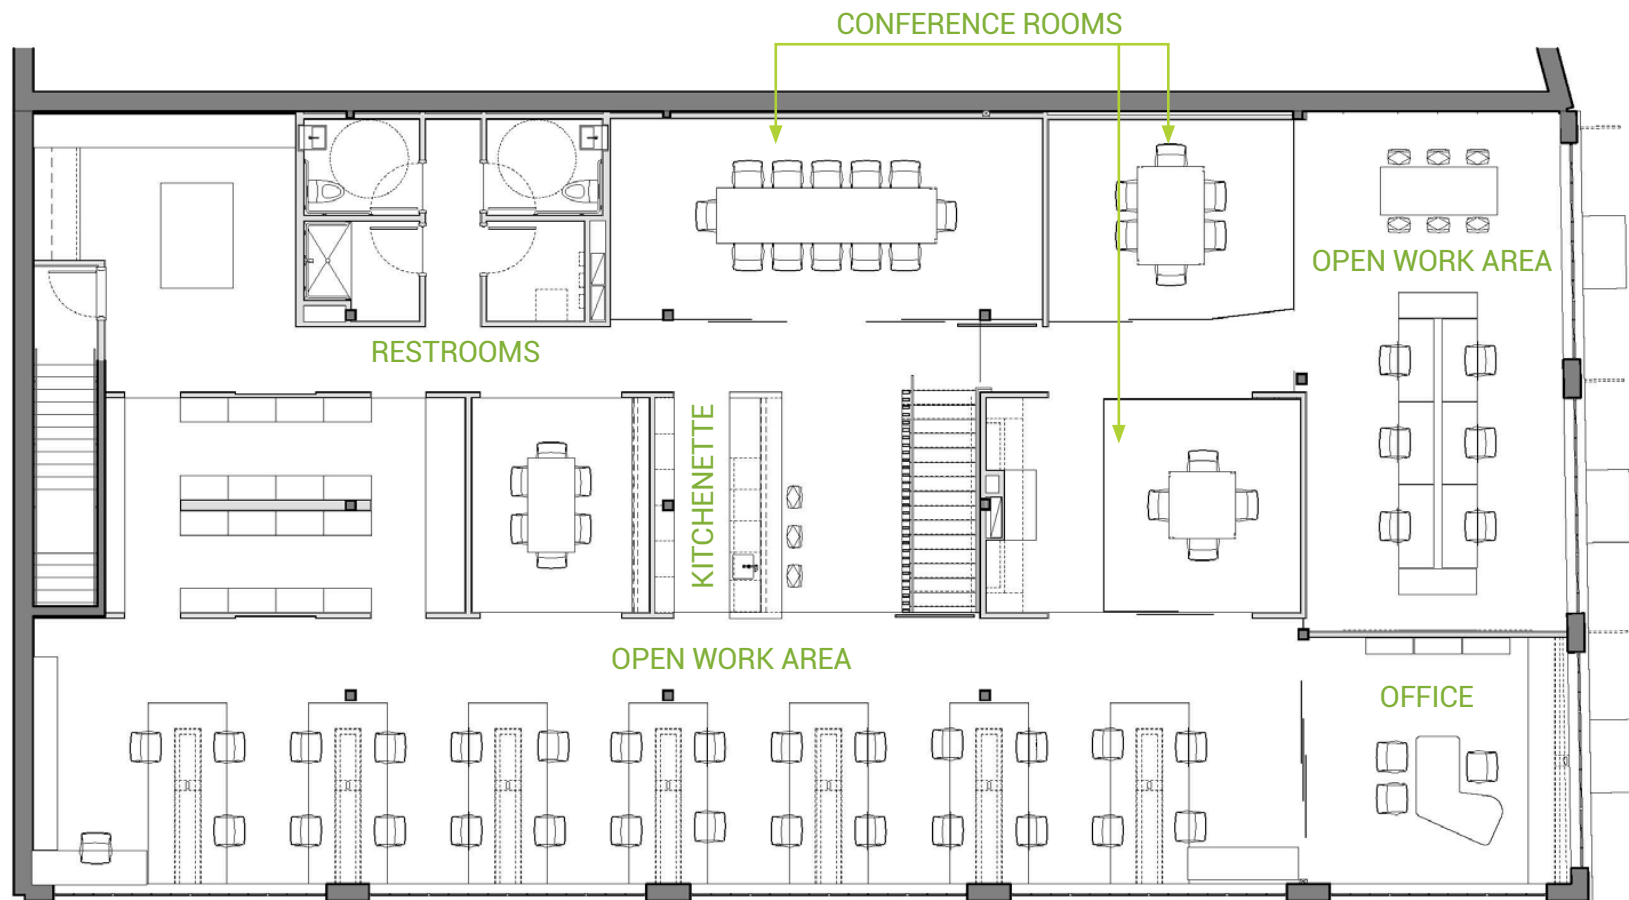 CONFERENCE ROOMS
OPEN WORK AREA
RESTROOMS
KITCHENETTE
OPEN WORK AREA
OFFICE